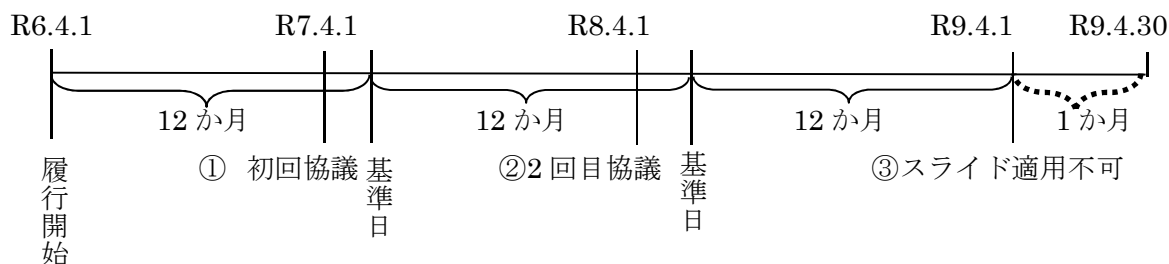 R6.4.1 R7.4.1 R8.4.1 R9.4.1 R9.4.30
12か月 12か月 12か月 1か月
① 初回協議 ②2回目協議 ③スライド適用不可
履行開始
基準日
基準日